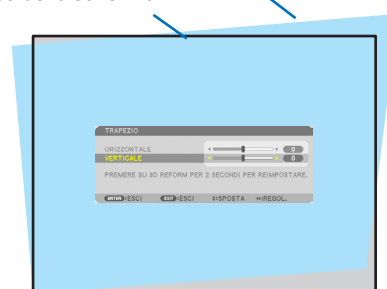 TRAPEZIO
ORIZZONTALE 0
VERTICALE 0
PREMERE SU 3D REFORM PER 2 SECONDI PER REIMPOSTARE.
ENTER :ESCI EXIT :ESCI ↕:SPOSTA ↔:REGOL.